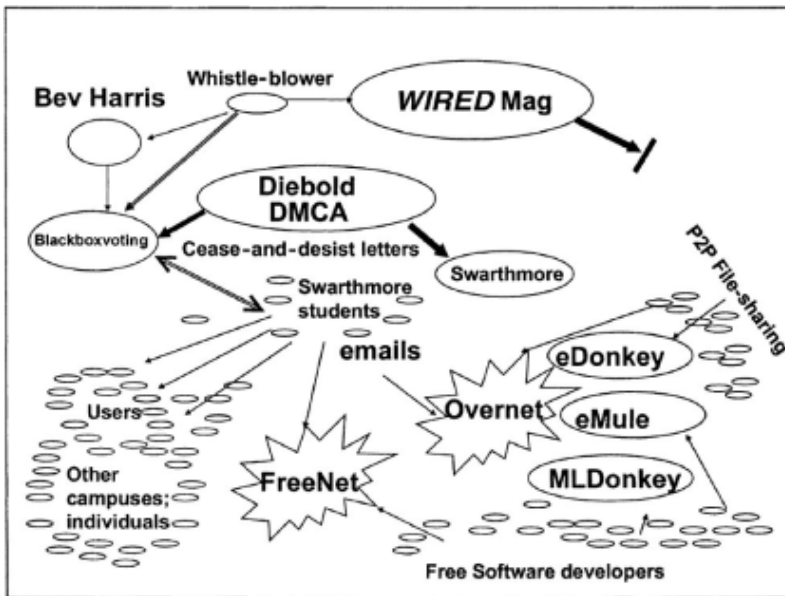 Whistle-blower
Bev Harris
WIRED Mag
Diebold
DMCA
Blackboxvoting
Cease-and-desist letters
Swarthmore
P2P File-sharing
Swarthmore
students
emails
eDonkey
Overnet
eMule
Users
FreeNet
MLDonkey
Other
campuses;
individuals
Free Software developers